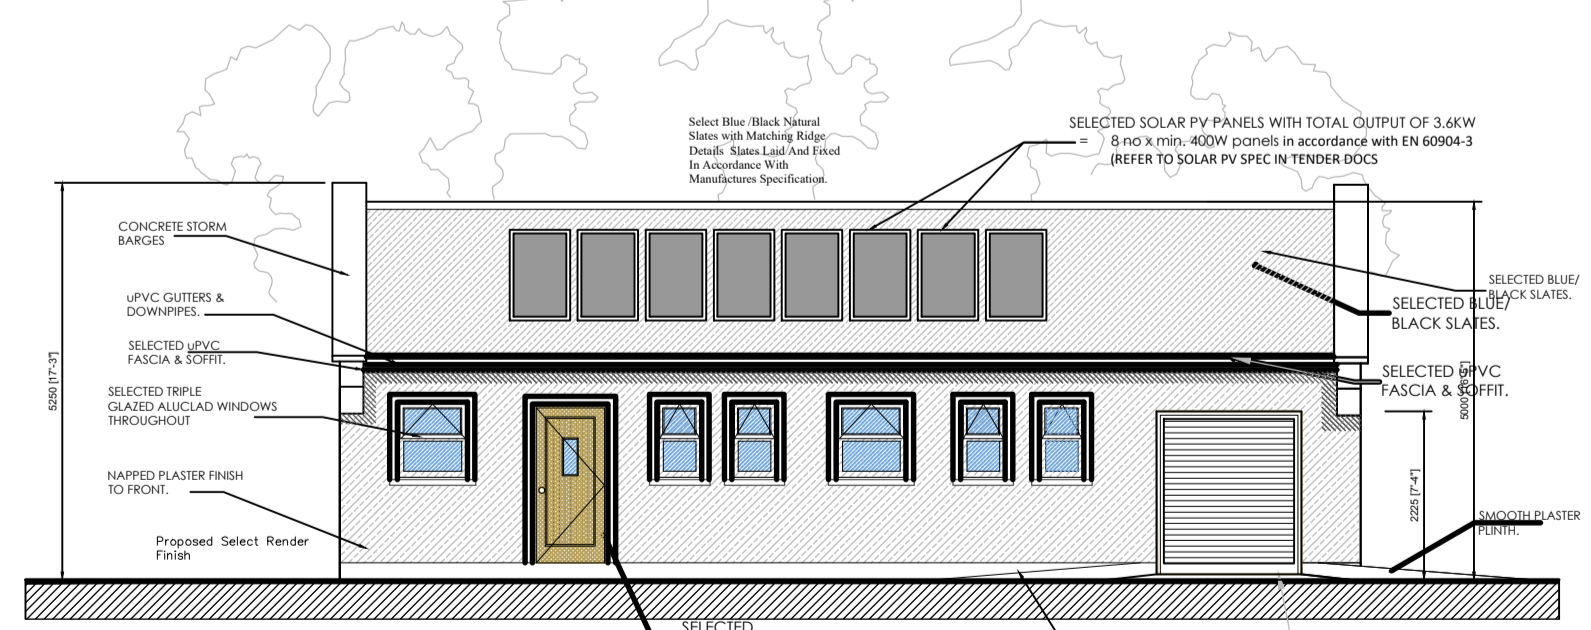 Select Blue /Black Natural
Slates with Matching Ridge
Details Slates Laid And Fixed
In Accordance With
Manufactures Specification.
SELECTED SOLAR PV PANELS WITH TOTAL OUTPUT OF 3.6KW
= 8 no x min. 400W panels in accordance with EN 60904-3
(REFER TO SOLAR PV SPEC IN TENDER DOCS
CONCRETE STORM
BARGES
uPVC GUTTERS &
DOWNPIPES.
SELECTED uPVC
FASCIA & SOFFIT.
SELECTED TRIPLE
GLAZED ALUCLAD WINDOWS
THROUGHOUT
NAPPED PLASTER FINISH
TO FRONT.
Proposed Select Render
Finish
5250 [17'-3"]
SELECTED BLUE/
BLACK SLATES.
SELECTED BLUE/
BLACK SLATES.
SELECTED uPVC
FASCIA & SOFFIT.
5000
2225 [7'-4"]
SMOOTH PLASTER
PLINTH.
SELECTED